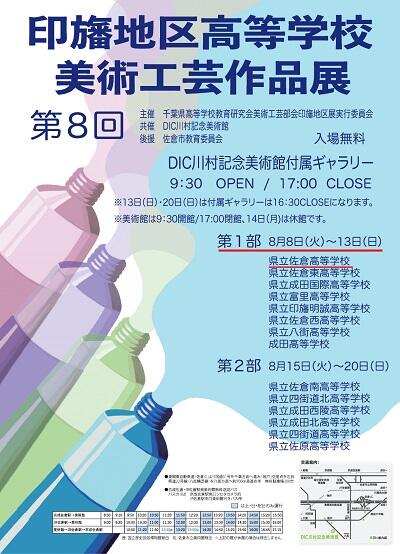 印旛地区高等学校
美術工芸作品展
第8回
主催 千葉県高等学校教育研究会美術工芸部会印旛地区展実行委員会
共催 DIC川村記念美術館
後援 佐倉市教育委員会
入場無料
DIC川村記念美術館付属ギャラリー
9:30 OPEN / 17:00 CLOSE
※13日(日)・20日(日)は付属ギャラリーは16:30CLOSEになります。
※美術館は9:30開館/17:00閉館、14日(月)は休館です。
第1部 8月8日(火)〜13日(日)
県立佐倉高等学校
県立佐倉東高等学校
県立成田国際高等学校
県立富里高等学校
県立印旛明誠高等学校
県立佐倉西高等学校
県立八街高等学校
成田高等学校
第2部 8月15日(火)〜20日(日)
県立佐倉南高等学校
県立四街道北高等学校
県立成田西陵高等学校
県立成田北高等学校
県立四街道高等学校
県立佐原高等学校
DIC川村記念美術館